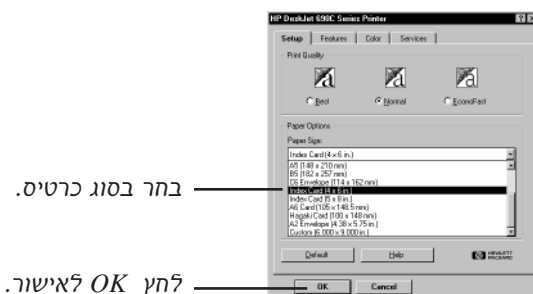 HP DeskJet 690C Series Printer
Setup Features Color Services
Print Quality
Best Normal EconoFast
Paper Options
Paper Size:
Index Card (4 x 6 in.)
A5 (148 x 210 mm)
B5 (182 x 257 mm)
C6 Envelope (114 x 162 mm)
Index Card (4 x 6 in.)
Index Card (5 x 8 in.)
A6 Card (105 x 148.5 mm)
Hagaki Card (100 x 148 mm)
A2 Envelope (4.38 x 5.75 in.)
Custom (6.000 x 9.000 in.)
בחר בסוג כרטיס.
Default Help HEWLETT PACKARD
OK Cancel
לחץ OK לאישור.